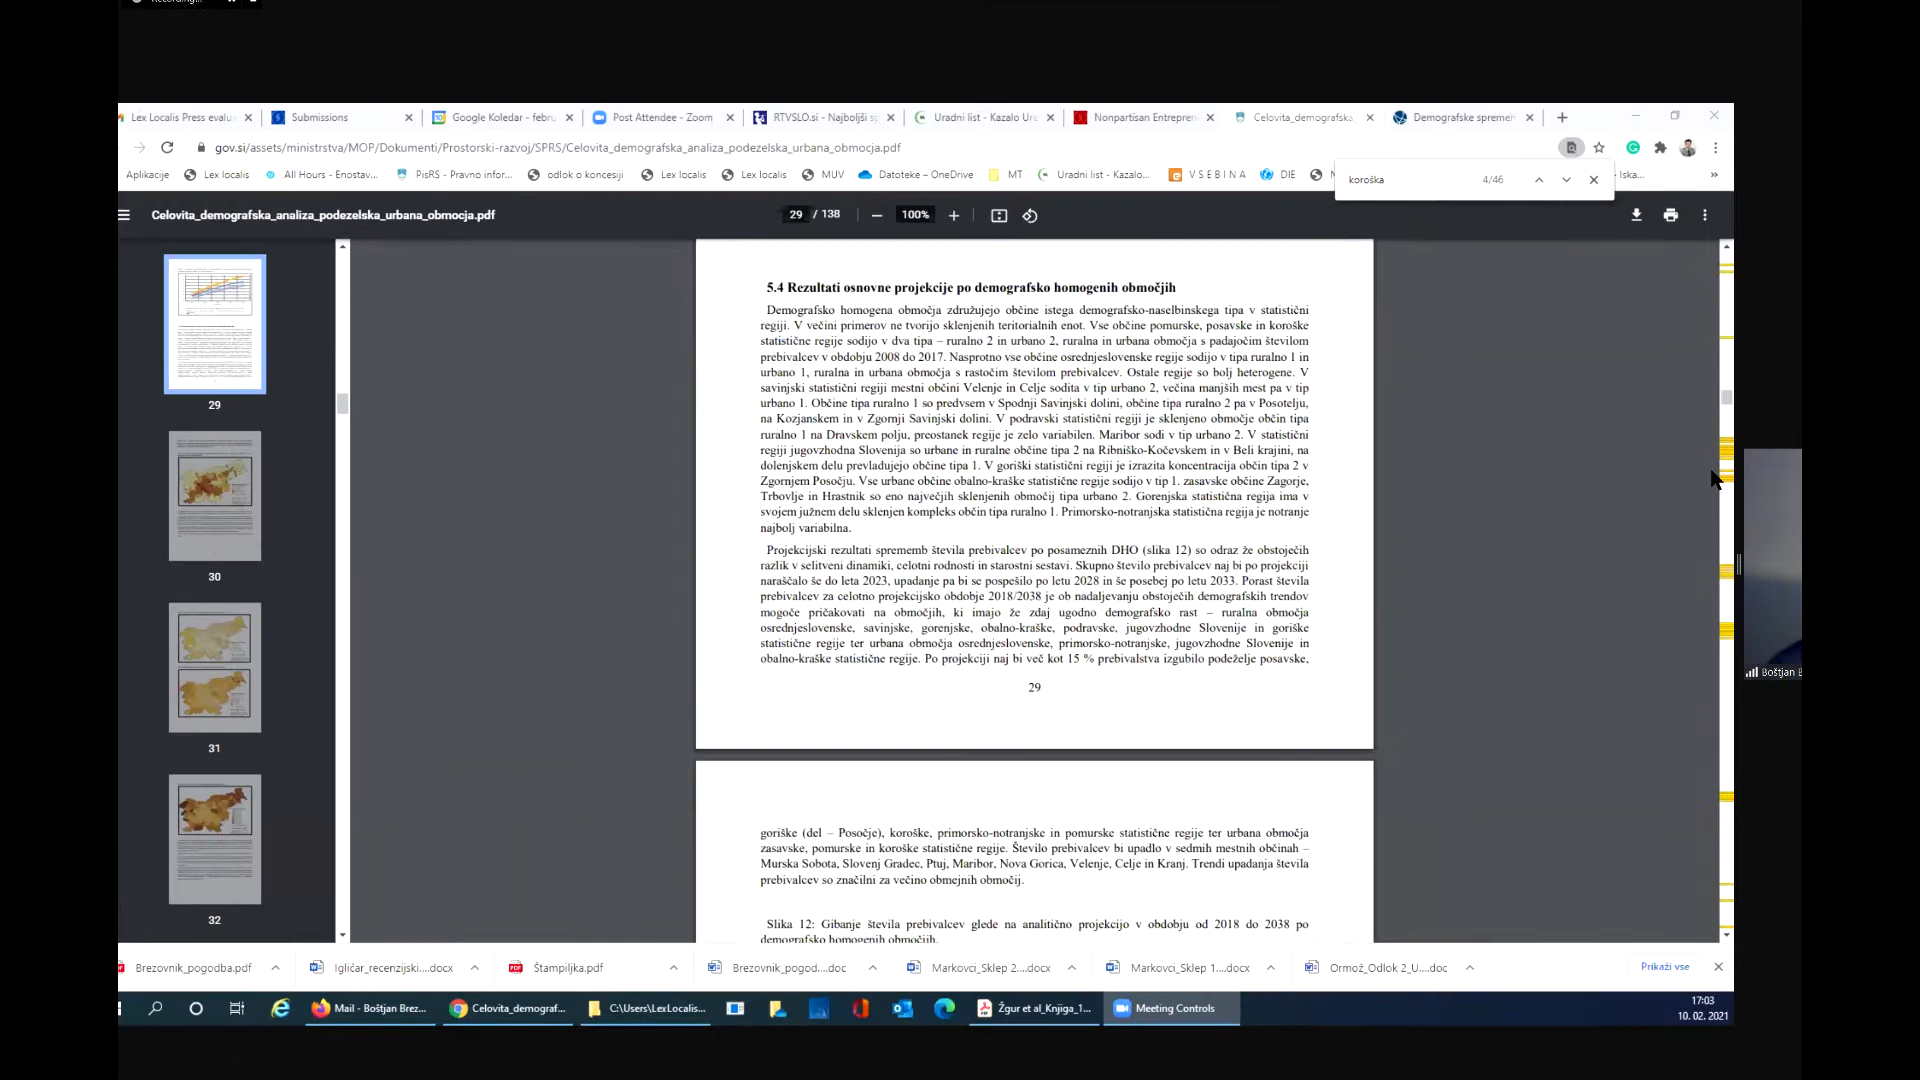 Recording...
Lex Localis Press evalu
Submissions
Google Koledar - febru
Post Attendee - Zoom
RTVSLO.si - Najboljši s
Uradni list - Kazalo Ura
Nonpartisan Entrepren
Celovita_demografska
Demografske spremen
gov.si/assets/ministrstva/MOP/Dokumenti/Prostorski-razvoj/SPRS/Celovita_demografska_analiza_podezelska_urbana_obmocja.pdf
Aplikacije
Lex localis
All Hours - Enostav...
PisRS - Pravno infor...
odlok o koncesiji
Lex localis
Lex localis
MUV
Datoteke – OneDrive
MT
Uradni list - Kazalo...
V S E B I N A
DIE
Iska...
koroška
4/46
Celovita_demografska_analiza_podezelska_urbana_obmocja.pdf
29 / 138
100%
29
30
31
32
5.4 Rezultati osnovne projekcije po demografsko homogenih območjih
Demografsko homogena območja združujejo občine istega demografsko-naselbinskega tipa v statistični
regiji. V večini primerov ne tvorijo sklenjenih teritorialnih enot. Vse občine pomurske, posavske in koroške
statistične regije sodijo v dva tipa – ruralno 2 in urbano 2, ruralna in urbana območja s padajočim številom
prebivalcev v obdobju 2008 do 2017. Nasprotno vse občine osrednjeslovenske regije sodijo v tipa ruralno 1 in
urbano 1, ruralna in urbana območja s rastočim številom prebivalcev. Ostale regije so bolj heterogene. V
savinjski statistični regiji mestni občini Velenje in Celje sodita v tip urbano 2, večina manjših mest pa v tip
urbano 1. Občine tipa ruralno 1 so predvsem v Spodnji Savinjski dolini, občine tipa ruralno 2 pa v Posotelju,
na Kozjanskem in v Zgornji Savinjski dolini. V podravski statistični regiji je sklenjeno območje občin tipa
ruralno 1 na Dravskem polju, preostanek regije je zelo variabilen. Maribor sodi v tip urbano 2. V statistični
regiji jugovzhodna Slovenija so urbane in ruralne občine tipa 2 na Ribniško-Kočevskem in v Beli krajini, na
dolenjskem delu prevladujejo občine tipa 1. V goriški statistični regiji je izrazita koncentracija občin tipa 2 v
Zgornjem Posočju. Vse urbane občine obalno-kraške statistične regije sodijo v tip 1. zasavske občine Zagorje,
Trbovlje in Hrastnik so eno največjih sklenjenih območij tipa urbano 2. Gorenjska statistična regija ima v
svojem južnem delu sklenjen kompleks občin tipa ruralno 1. Primorsko-notranjska statistična regija je notranje
najbolj variabilna.
Projekcijski rezultati sprememb števila prebivalcev po posameznih DHO (slika 12) so odraz že obstoječih
razlik v selitveni dinamiki, celotni rodnosti in starostni sestavi. Skupno število prebivalcev naj bi po projekciji
naraščalo še do leta 2023, upadanje pa bi se pospešilo po letu 2028 in še posebej po letu 2033. Porast števila
prebivalcev za celotno projekcijsko obdobje 2018/2038 je ob nadaljevanju obstoječih demografskih trendov
mogoče pričakovati na območjih, ki imajo že zdaj ugodno demografsko rast – ruralna območja
osrednjeslovenske, savinjske, gorenjske, obalno-kraške, podravske, jugovzhodne Slovenije in goriške
statistične regije ter urbana območja osrednjeslovenske, primorsko-notranjske, jugovzhodne Slovenije in
obalno-kraške statistične regije. Po projekciji naj bi več kot 15 % prebivalstva izgubilo podeželje posavske,
29
goriške (del – Posočje), koroške, primorsko-notranjske in pomurske statistične regije ter urbana območja
zasavske, pomurske in koroške statistične regije. Število prebivalcev bi upadlo v sedmih mestnih občinah –
Murska Sobota, Slovenj Gradec, Ptuj, Maribor, Nova Gorica, Velenje, Celje in Kranj. Trendi upadanja števila
prebivalcev so značilni za večino obmejnih območij.
Slika 12: Gibanje števila prebivalcev glede na analitično projekcijo v obdobju od 2018 do 2038 po
demografsko homogenih območjih.
Boštjan B
Brezovnik_pogodba.pdf
Igličar_recenzijski....docx
Štampiljka.pdf
Brezovnik_pogod....doc
Markovci_Sklep 2....docx
Markovci_Sklep 1....docx
Ormož_Odlok 2_U....doc
Prikaži vse
Mail - Boštjan Brez...
Celovita_demograf...
C:\Users\LexLocalis...
Žgur et al_Knjiga_1...
Meeting Controls
17:03
10. 02. 2021